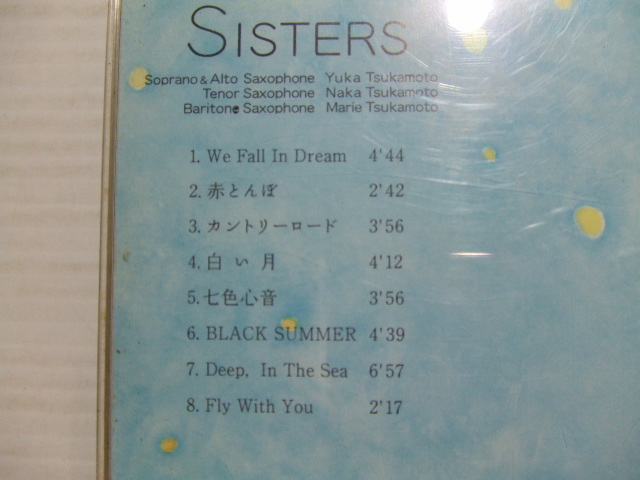 SISTERS
Soprano & Alto Saxophone Yuka Tsukamoto
Tenor Saxophone Naka Tsukamoto
Baritone Saxophone Marie Tsukamoto
1. We Fall In Dream 4'44
2. 赤とんぼ 2'42
3. カントリーロード 3'56
4. 白い月 4'12
5. 七色心音 3'56
6. BLACK SUMMER 4'39
7. Deep, In The Sea 6'57
8. Fly With You 2'17